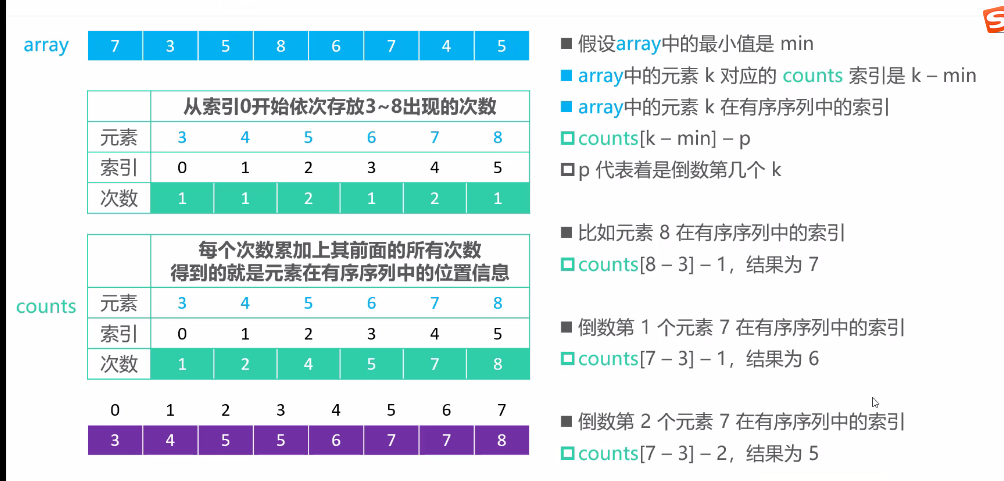 array 7 3 5 8 6 7 4 5
从索引0开始依次存放3~8出现的次数
元素 3 4 5 6 7 8
索引 0 1 2 3 4 5
次数 1 1 2 1 2 1
每个次数累加上其前面的所有次数
得到的就是元素在有序序列中的位置信息
counts
元素 3 4 5 6 7 8
索引 0 1 2 3 4 5
次数 1 2 4 5 7 8
0 1 2 3 4 5 6 7
3 4 5 5 6 7 7 8
假设array中的最小值是 min
array中的元素 k 对应的 counts 索引是 k – min
array中的元素 k 在有序序列中的索引
counts[k – min] – p
p 代表着是倒数第几个 k
比如元素 8 在有序序列中的索引
counts[8 – 3] – 1，结果为 7
倒数第 1 个元素 7 在有序序列中的索引
counts[7 – 3] – 1，结果为 6
倒数第 2 个元素 7 在有序序列中的索引
counts[7 – 3] – 2，结果为 5